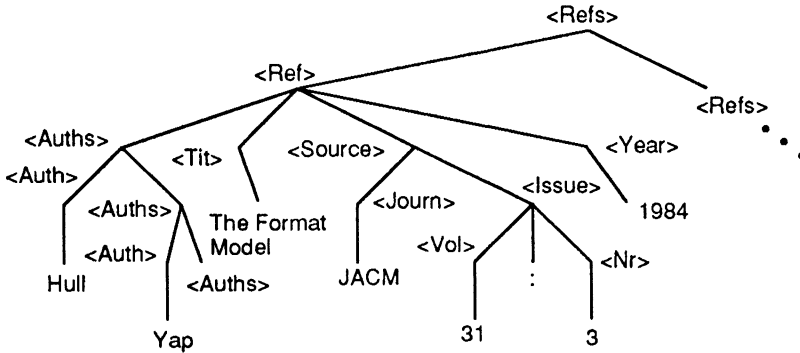 <Refs>
<Ref>
<Refs>
<Auths>
<Tit>
<Source>
<Year>
<Auth>
<Auths>
The Format
Model
<Journ>
<Issue>
1984
<Auth>
<Vol>
<Nr>
Hull
<Auths>
JACM
:
Yap
31
3